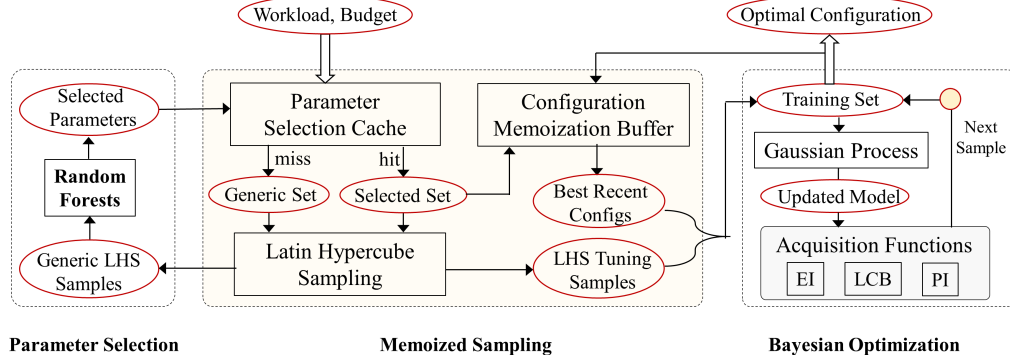 Workload, Budget
Optimal Configuration
Selected
Parameters
Random
Forests
Generic LHS
Samples
Parameter
Selection Cache
miss
hit
Generic Set
Selected Set
Latin Hypercube
Sampling
Configuration
Memoization Buffer
Best Recent
Configs
LHS Tuning
Samples
Training Set
Next
Sample
Gaussian Process
Updated Model
Acquisition Functions
EI
LCB
PI
Parameter Selection
Memoized Sampling
Bayesian Optimization